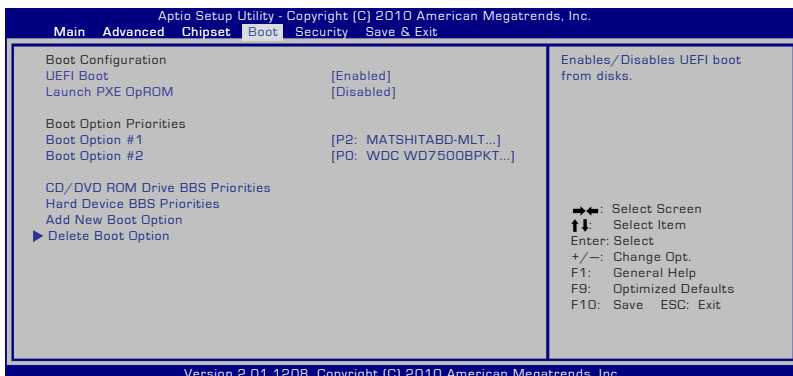 Aptio Setup Utility - Copyright (C) 2010 American Megatrends, Inc.
Main Advanced Chipset Boot Security Save & Exit
Boot Configuration
UEFI Boot [Enabled]
Launch PXE OpROM [Disabled]
Boot Option Priorities
Boot Option #1 [P2: MATSHITABD-MLT...]
Boot Option #2 [P0: WDC WD7500BPKT...]
CD/DVD ROM Drive BBS Priorities
Hard Device BBS Priorities
Add New Boot Option
▶ Delete Boot Option
Enables/Disables UEFI boot
from disks.
→←: Select Screen
↑↓: Select Item
Enter: Select
+/—: Change Opt.
F1: General Help
F9: Optimized Defaults
F10: Save ESC: Exit
Version 2.01.1208. Copyright (C) 2010 American Megatrends, Inc.